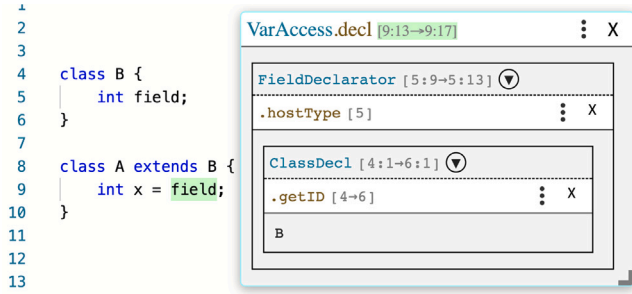 1
2
3
4 class B {
5 int field;
6 }
7
8 class A extends B {
9 int x = field;
10 }
11
12
13
VarAccess.decl [9:13→9:17] ⋮ X
FieldDeclarator [5:9→5:13] ▼
.hostType [5] ⋮ X
ClassDecl [4:1→6:1] ▼
.getID [4→6] ⋮ X
B